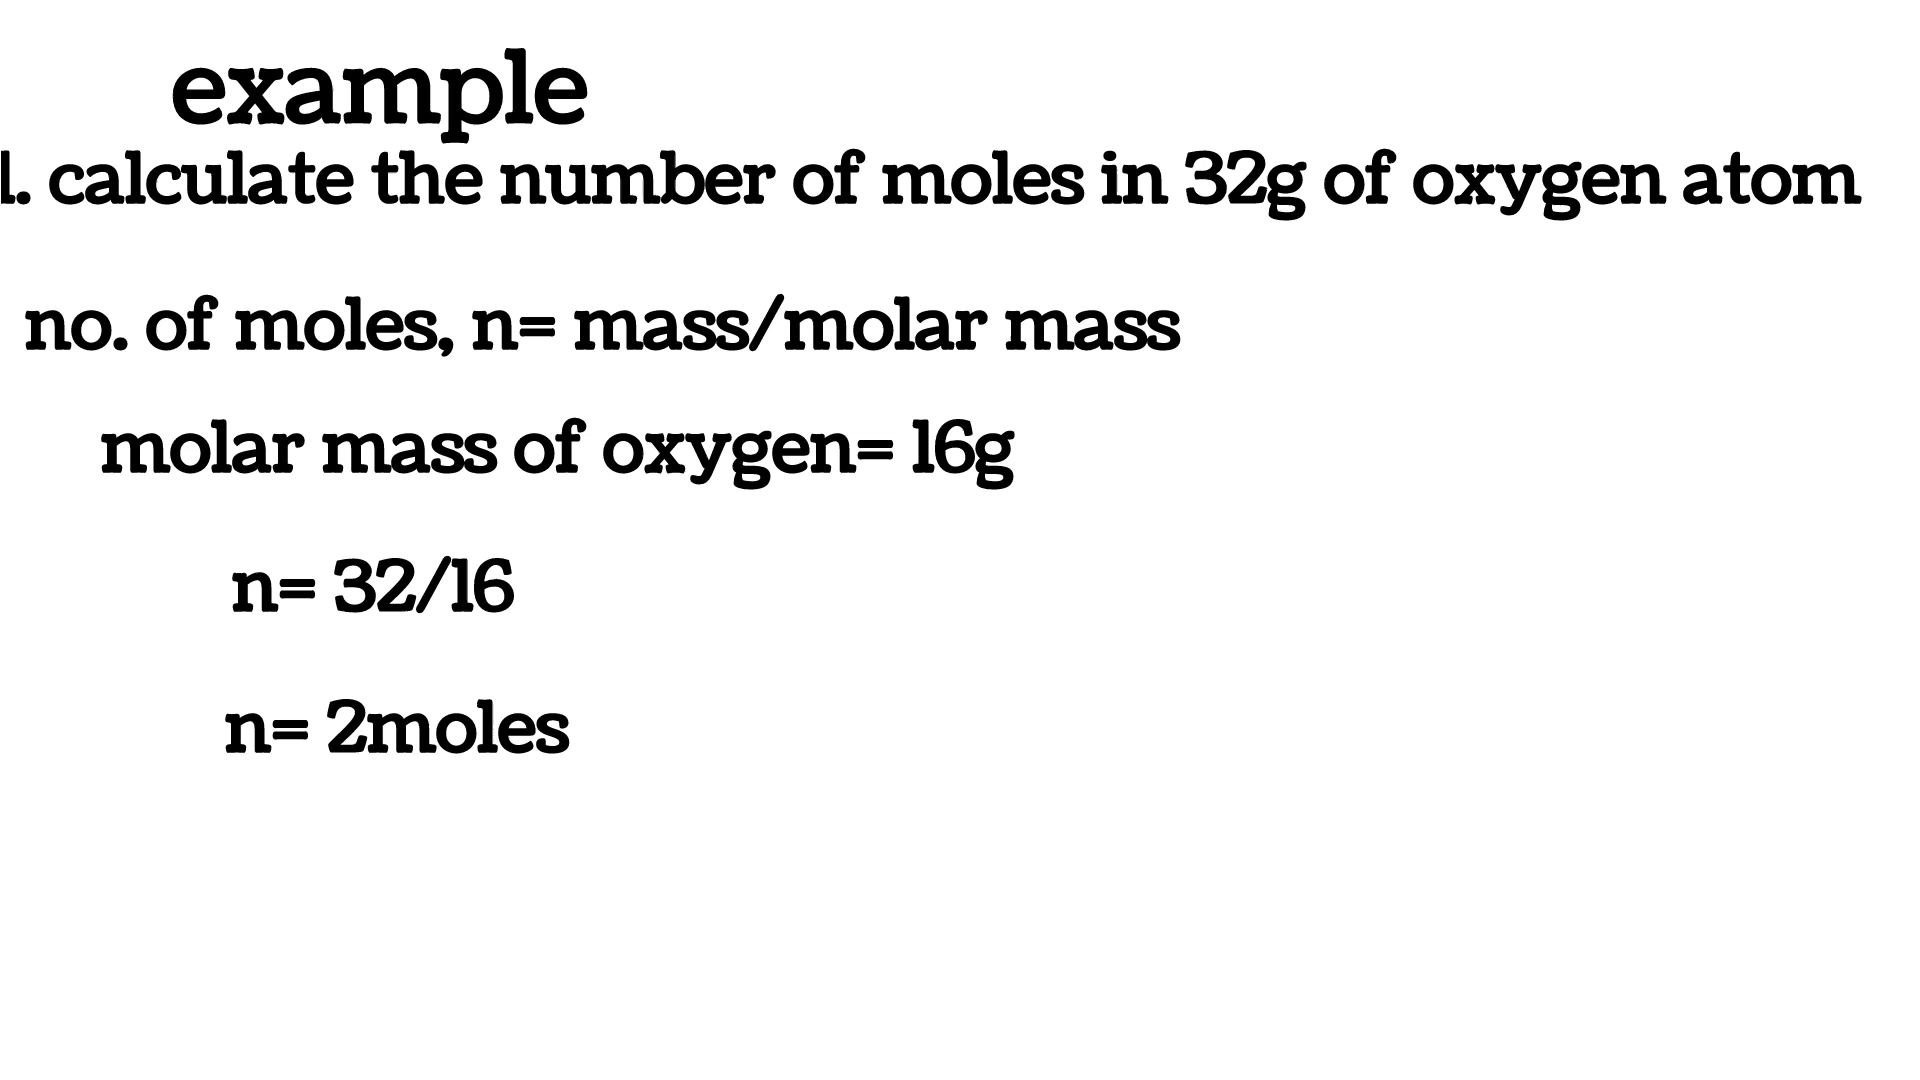 example
1. calculate the number of moles in 32g of oxygen atom
no. of moles, n= mass/molar mass
molar mass of oxygen= 16g
n= 32/16
n= 2moles